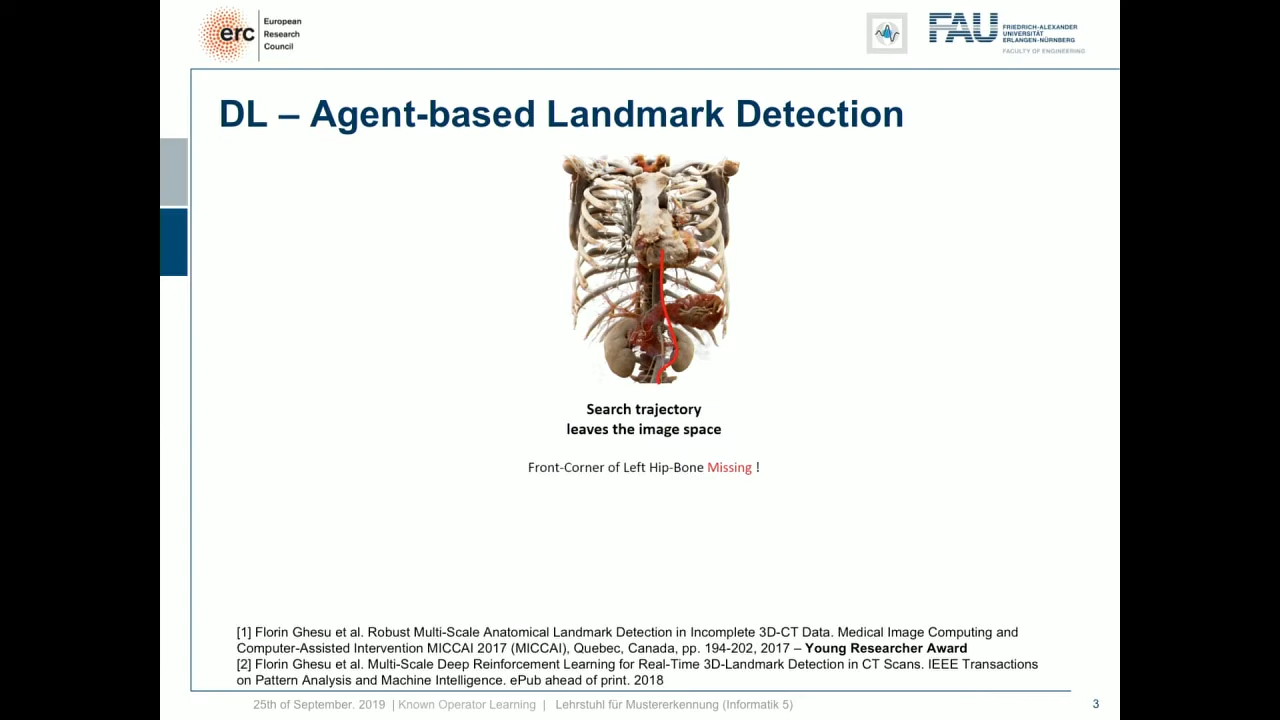 erc
European
Research
Council
FAU
FRIEDRICH-ALEXANDER
UNIVERSITÄT
ERLANGEN-NÜRNBERG
FACULTY OF ENGINEERING
DL – Agent-based Landmark Detection
Search trajectory
leaves the image space
Front-Corner of Left Hip-Bone Missing !
[1] Florin Ghesu et al. Robust Multi-Scale Anatomical Landmark Detection in Incomplete 3D-CT Data. Medical Image Computing and
Computer-Assisted Intervention MICCAI 2017 (MICCAI), Quebec, Canada, pp. 194-202, 2017 – Young Researcher Award
[2] Florin Ghesu et al. Multi-Scale Deep Reinforcement Learning for Real-Time 3D-Landmark Detection in CT Scans. IEEE Transactions
on Pattern Analysis and Machine Intelligence. ePub ahead of print. 2018
25th of September. 2019 | Known Operator Learning | Lehrstuhl für Mustererkennung (Informatik 5)
3